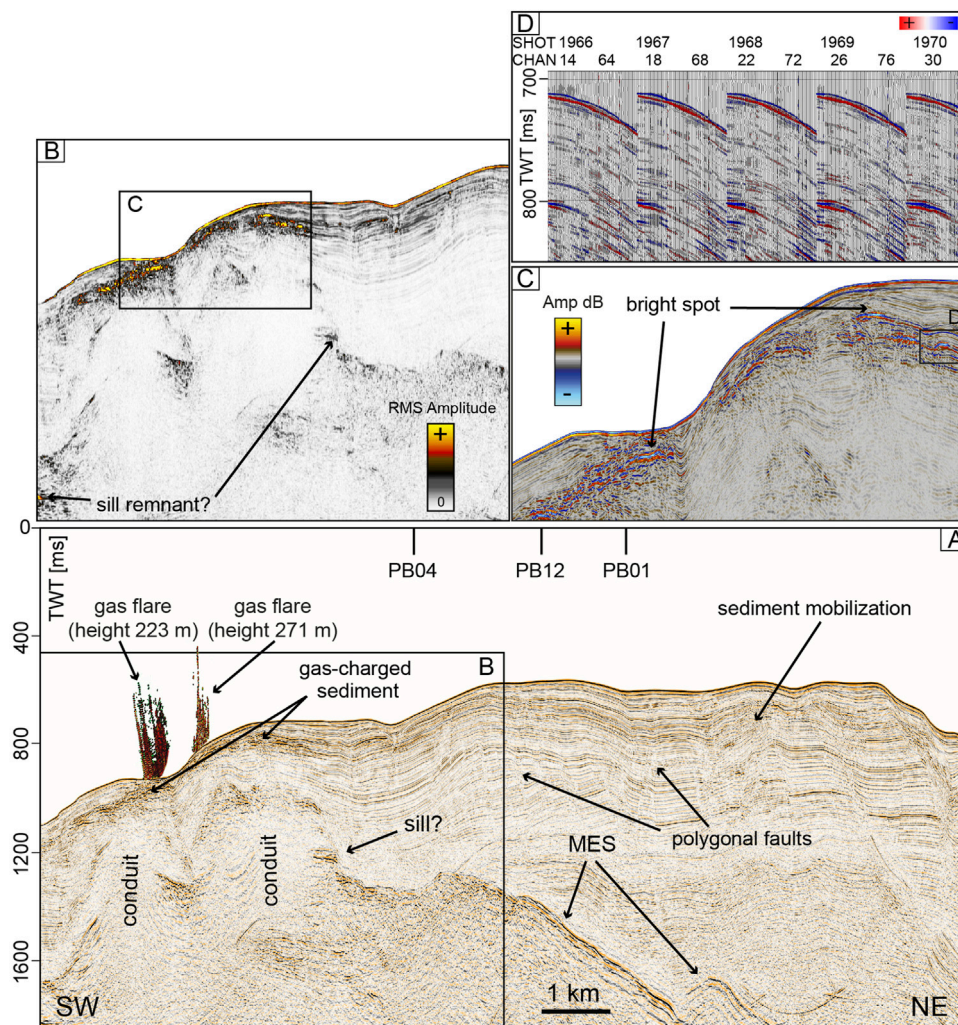 D
+ -
SHOT 1966 1967 1968 1969 1970
CHAN 14 64 18 68 22 72 26 76 30
700
TWT [ms]
800
B
C
RMS Amplitude
+
0
sill remnant?
C
Amp dB
+
-
bright spot
D
0
A
TWT [ms]
PB04 PB12 PB01
gas flare
(height 223 m)
gas flare
(height 271 m)
sediment mobilization
400
B
gas-charged
sediment
800
sill?
polygonal faults
MES
1200
conduit
conduit
1600
1 km
SW
NE